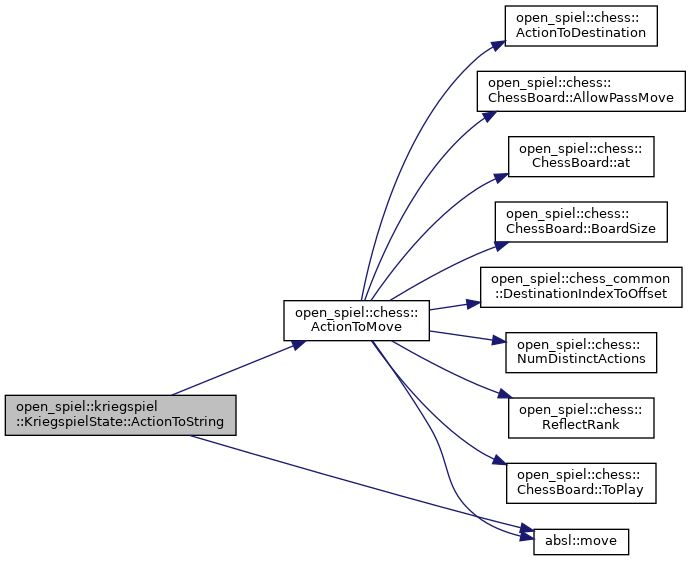 open_spiel::chess::
ActionToDestination
open_spiel::chess::
ChessBoard::AllowPassMove
open_spiel::chess::
ChessBoard::at
open_spiel::chess::
ChessBoard::BoardSize
open_spiel::chess_common
::DestinationIndexToOffset
open_spiel::chess::
ActionToMove
open_spiel::chess::
NumDistinctActions
open_spiel::kriegspiel
::KriegspielState::ActionToString
open_spiel::chess::
ReflectRank
open_spiel::chess::
ChessBoard::ToPlay
absl::move